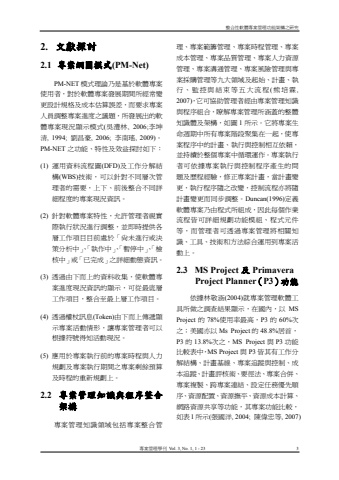 整合性軟體專案管理功能架構之研究
2. 文獻探討
2.1 專案網圖模式(PM-Net)
PM-NET 模式理論乃是基於軟體專案
使用者，對於軟體專案發展期間所經常變
更設計規格及成本估算誤差，而要求專案
人員調整專案進度之議題，所發展出的軟
體專案現況顯示模式(吳濃林, 2006;李坤
清, 1994; 劉昌豪, 2006; 李南瑤, 2009)，
PM-NET 之功能、特性及效益探討如下：
(1) 運用資料流程圖(DFD)及工作分解結
構(WBS)技術，可以針對不同層次管
理者的需要，上下、前後整合不同詳
細程度的專案現況資訊。
(2) 針對軟體專案特性，允許管理者視實
際執行狀況進行調整，並即時提供各
層工作項目目前處於「尚未進行或決
策分析中」、「執作中」、「暫停中」、「檢
核中」或「已完成」之詳細動態資訊。
(3) 透過由下而上的資料收集，使軟體專
案進度現況資訊的顯示，可從最底層
工作項目，整合至最上層工作項目。
(4) 透過權杖訊息(Token)由下而上傳遞顯
示專案活動情形，讓專案管理者可以
根據符號得知活動現況。
(5) 應用於專案執行前的專案時程與人力
規劃及專案執行期間之專案剩餘預算
及時程的重新規劃上。
2.2 專案管理知識與程序整合
架構
專案管理知識領域包括專案整合管
理、專案範圍管理、專案時程管理、專案
成本管理、專案品質管理、專案人力資源
管理、專案溝通管理、專案風險管理與專
案採購管理等九大領域及起始、計畫、執
行、監控與結束等五大流程(熊培霖,
2007)，它可協助管理者經由專案管理知識
與程序組合，瞭解專案管理所涵蓋的整體
知識體及架構，如圖 1 所示。它將專案生
命週期中所有專案階段聚集在一起，使專
案程序中的計畫、執行與控制相互依賴，
並持續於整個專案中循環運作。專案執行
者可依據專案執行與控制程序產生的問
題及歷程經驗，修正專案計畫，當計畫變
更，執行程序隨之改變，控制流程亦將隨
計畫變更而同步調整。Duncan(1996)定義
軟體專案乃由程式所組成，因此每個作業
流程皆可詳細規劃功能模組、程式元件
等，而管理者可透過專案管理將相關知
識、工具、技術和方法綜合運用到專案活
動上。
2.3 MS Project 及 Primavera
Project Planner（P3）功能
依據林敬涵(2004)就專案管理軟體工
具所做之調查結果顯示，在國內，以 MS
Project 的 78%使用率最高，P3 的 60%次
之；美國亦以 Ms Project 的 48.8%居首，
P3 的 13.8%次之。MS Project 與 P3 功能
比較表中，MS Project 與 P3 皆具有工作分
解結構、計畫基線、專案追蹤與控制、成
本追蹤、計畫評核術、要徑法、專案合併、
專案複製、跨專案連結、設定任務優先順
序、資源配置、資源撫平、資源成本計算、
網路資源共享等功能，其專案功能比較，
如表 1 所示(張國洋, 2004; 陳偉忠等, 2007)
專案管理學刊 Vol. 3, No. 1, 1 - 23
3